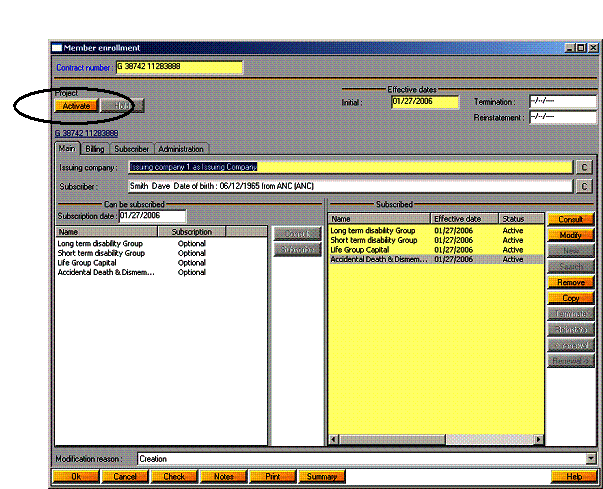 Member enrollment
Contract number: G 38742 11283888
Project
Activate Hold
Effective dates
Initial: 01/27/2006 Termination: -/-/---
Reinstatement: -/-/---
G 38742 11283888
Main Billing Subscriber Administration
Issuing company: Issuing company 1 as Issuing Company C
Subscriber: Smith Dave Date of birth: 06/12/1965 from ANC (ANC) C
Can be subscribed Subscribed
Subscription date: 01/27/2006
Name Subscription
Long term disability Group Optional
Short term disability Group Optional
Life Group Capital Optional
Accidental Death & Dismem... Optional
Consult
Subscription
Name Effective date Status
Long term disability Group 01/27/2006 Active
Short term disability Group 01/27/2006 Active
Life Group Capital 01/27/2006 Active
Accidental Death & Dismem... 01/27/2006 Active
Consult
Modify
New
Search
Remove
Copy
Terminate
Reinstate
Renewal
Modification reason: Creation
Ok Cancel Check Notes Print Summary Help